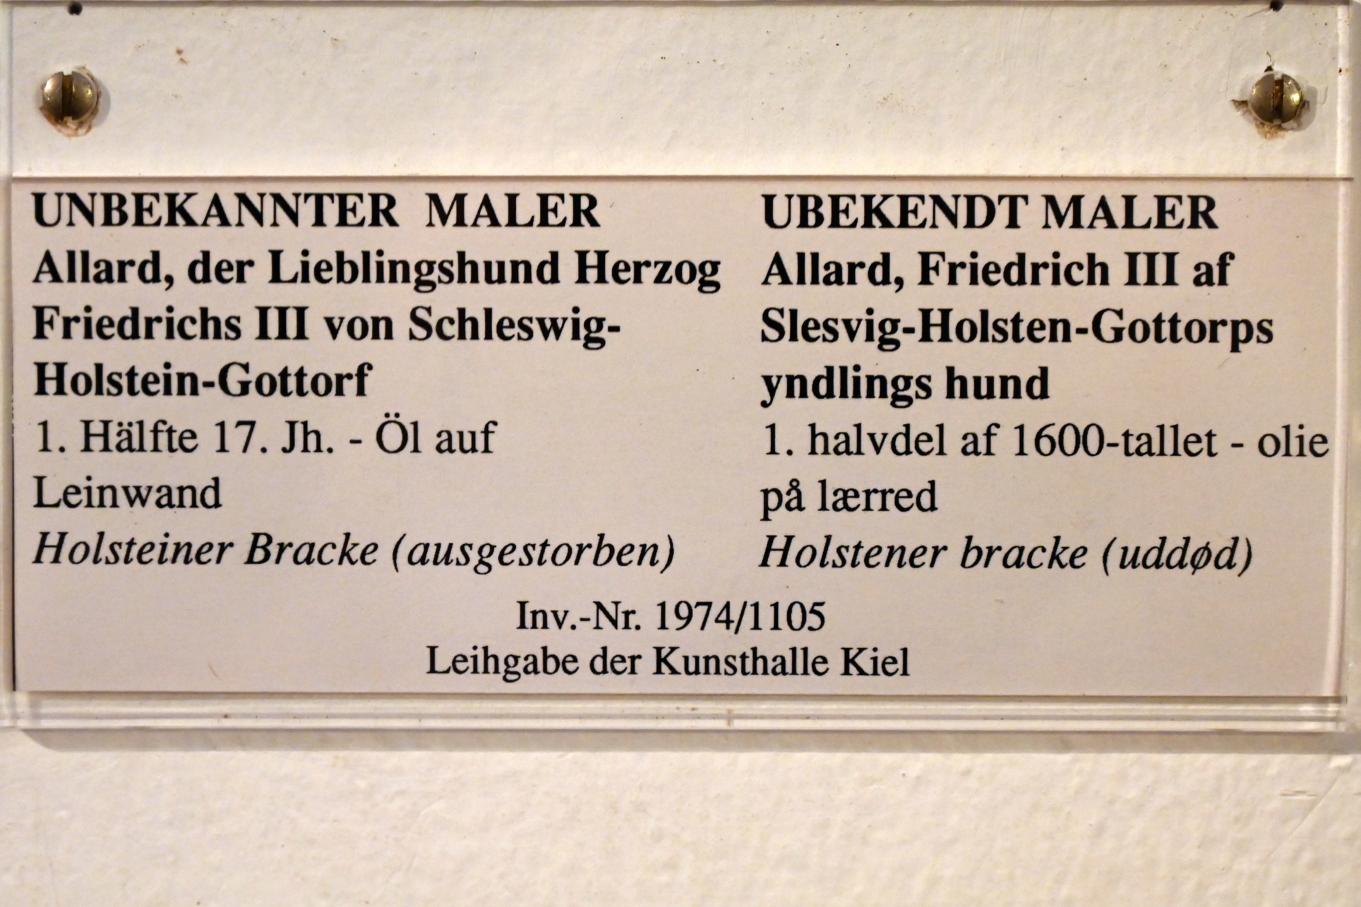 UNBEKANNTER MALER
Allard, der Lieblingshund Herzog
Friedrichs III von Schleswig-
Holstein-Gottorf
1. Hälfte 17. Jh. - Öl auf
Leinwand
Holsteiner Bracke (ausgestorben)
UBEKENDT MALER
Allard, Friedrich III af
Slesvig-Holsten-Gottorps
yndlings hund
1. halvdel af 1600-tallet - olie
på lærred
Holstener bracke (uddød)
Inv.-Nr. 1974/1105
Leihgabe der Kunsthalle Kiel